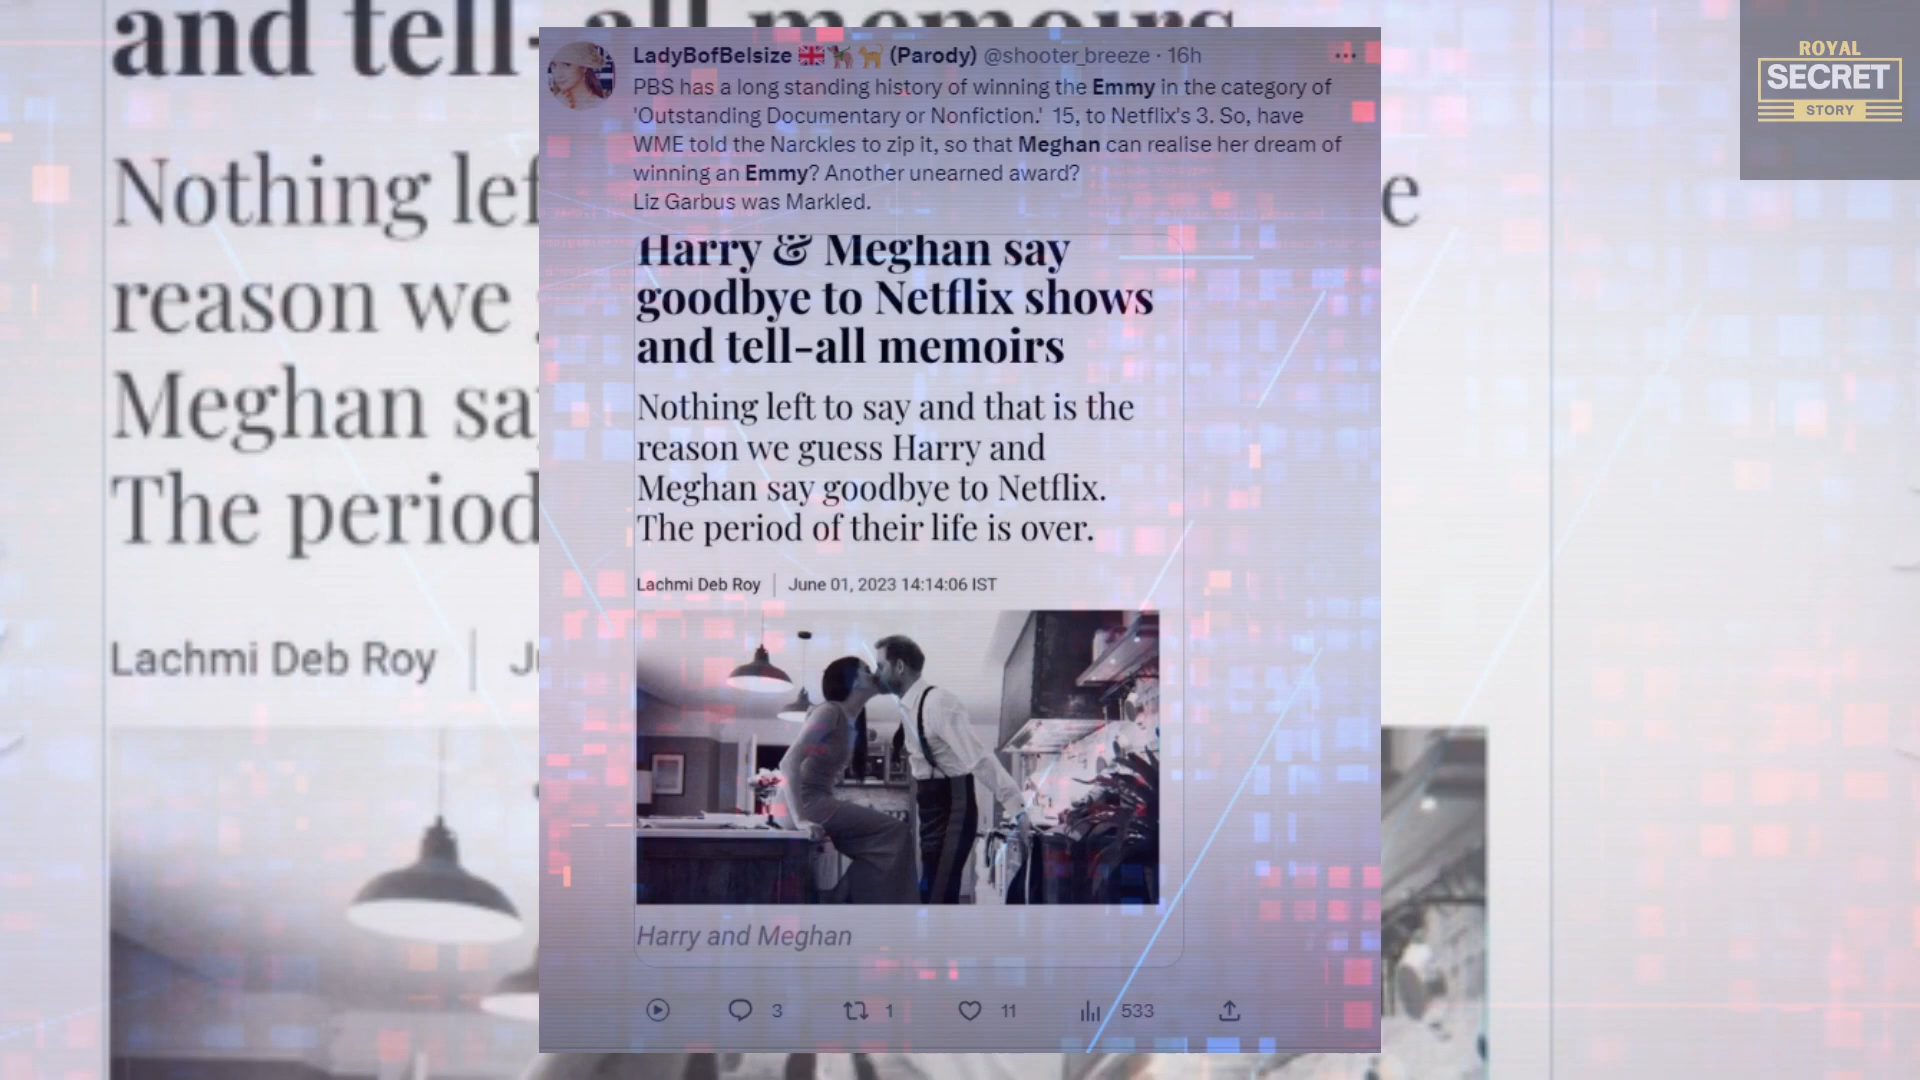 and tell-all memoirs
Nothing lef
e
reason we
Meghan sa
The period
Lachmi Deb Roy
ROYAL
SECRET
STORY
LadyBofBelsize 🇬🇧🐕🐈 (Parody) @shooter_breeze · 16h
PBS has a long standing history of winning the Emmy in the category of
'Outstanding Documentary or Nonfiction.' 15, to Netflix's 3. So, have
WME told the Narckles to zip it, so that Meghan can realise her dream of
winning an Emmy? Another unearned award?
Liz Garbus was Markled.
Harry & Meghan say
goodbye to Netflix shows
and tell-all memoirs
Nothing left to say and that is the
reason we guess Harry and
Meghan say goodbye to Netflix.
The period of their life is over.
Lachmi Deb Roy | June 01, 2023 14:14:06 IST
Harry and Meghan
3 1 11 533